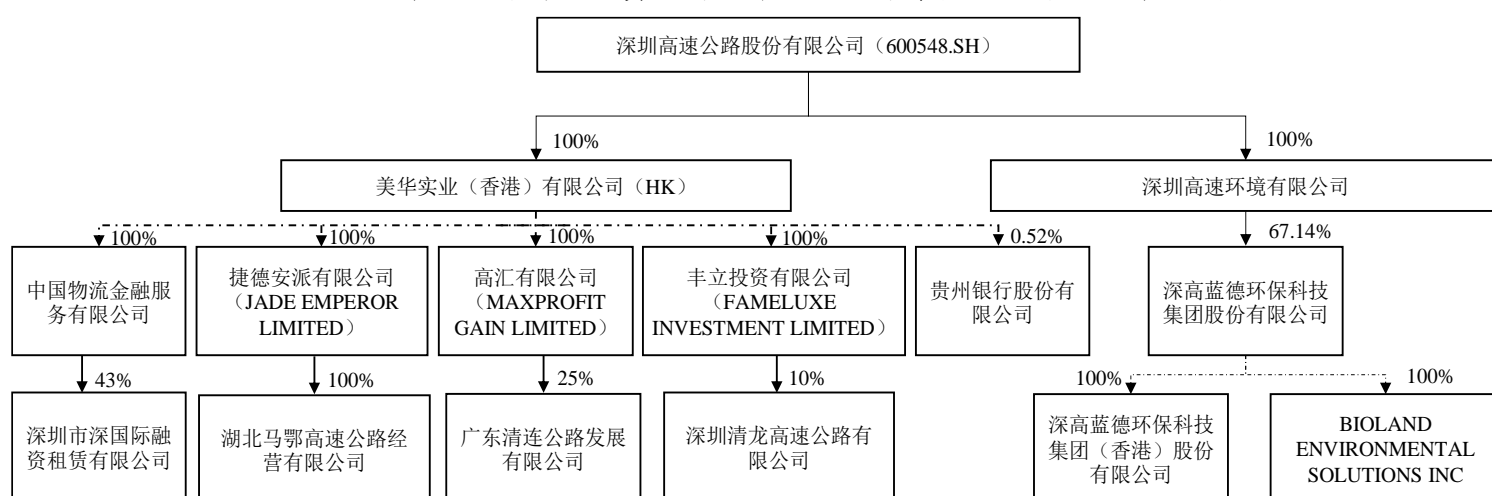 深圳高速公路股份有限公司（600548.SH）
100%
100%
美华实业（香港）有限公司（HK）
深圳高速环境有限公司
100%
100%
100%
100%
0.52%
67.14%
中国物流金融服
务有限公司
捷德安派有限公司
（JADE EMPEROR
LIMITED）
高汇有限公司
（MAXPROFIT
GAIN LIMITED）
丰立投资有限公司
（FAMELUXE
INVESTMENT LIMITED）
贵州银行股份有
限公司
深高蓝德环保科技
集团股份有限公司
43%
100%
25%
10%
100%
100%
深圳市深国际融
资租赁有限公司
湖北马鄂高速公路经
营有限公司
广东清连公路发展
有限公司
深圳清龙高速公路有
限公司
深高蓝德环保科技
集团（香港）股份
有限公司
BIOLAND
ENVIRONMENTAL
SOLUTIONS INC